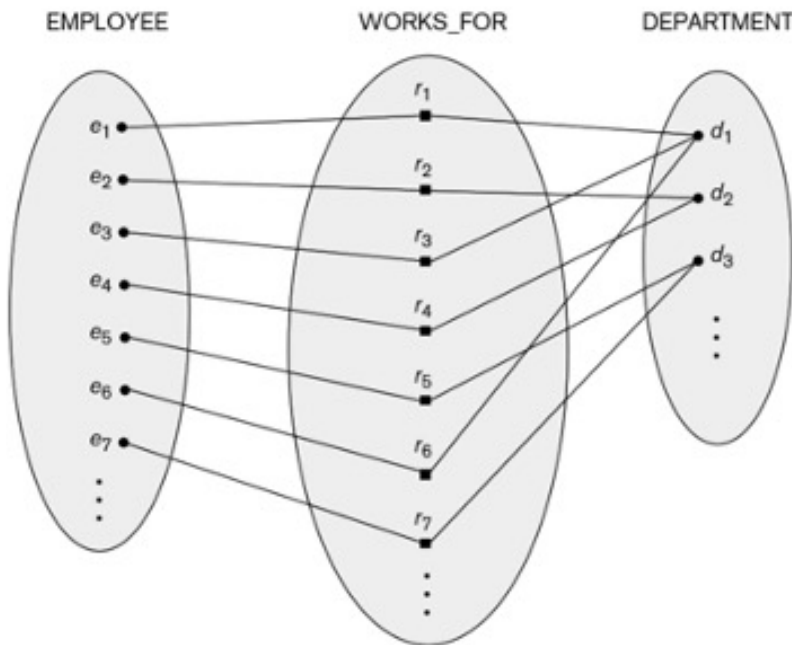 EMPLOYEE WORKS_FOR DEPARTMENT
e1
e2
e3
e4
e5
e6
e7
r1
r2
r3
r4
r5
r6
r7
d1
d2
d3